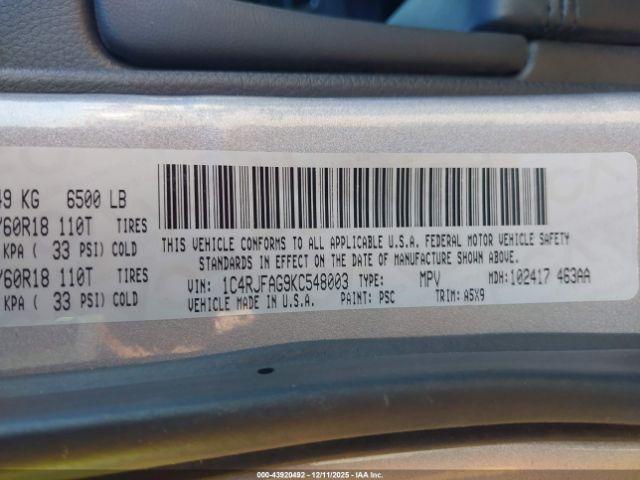 49 KG 6500 LB
/60R18 110T TIRES
KPA ( 33 PSI) COLD
/60R18 110T TIRES
KPA ( 33 PSI) COLD
THIS VEHICLE CONFORMS TO ALL APPLICABLE U.S.A. FEDERAL MOTOR VEHICLE SAFETY
STANDARDS IN EFFECT ON THE DATE OF MANUFACTURE SHOWN ABOVE.
VIN: 1C4RJFAG9KC548003 TYPE: MPV MDH:102417 463AA
VEHICLE MADE IN U.S.A. PAINT: PSC TRIM: A5X9
000-43920492 - 12/11/2025 - COPYRIGHT IAA, LLC.